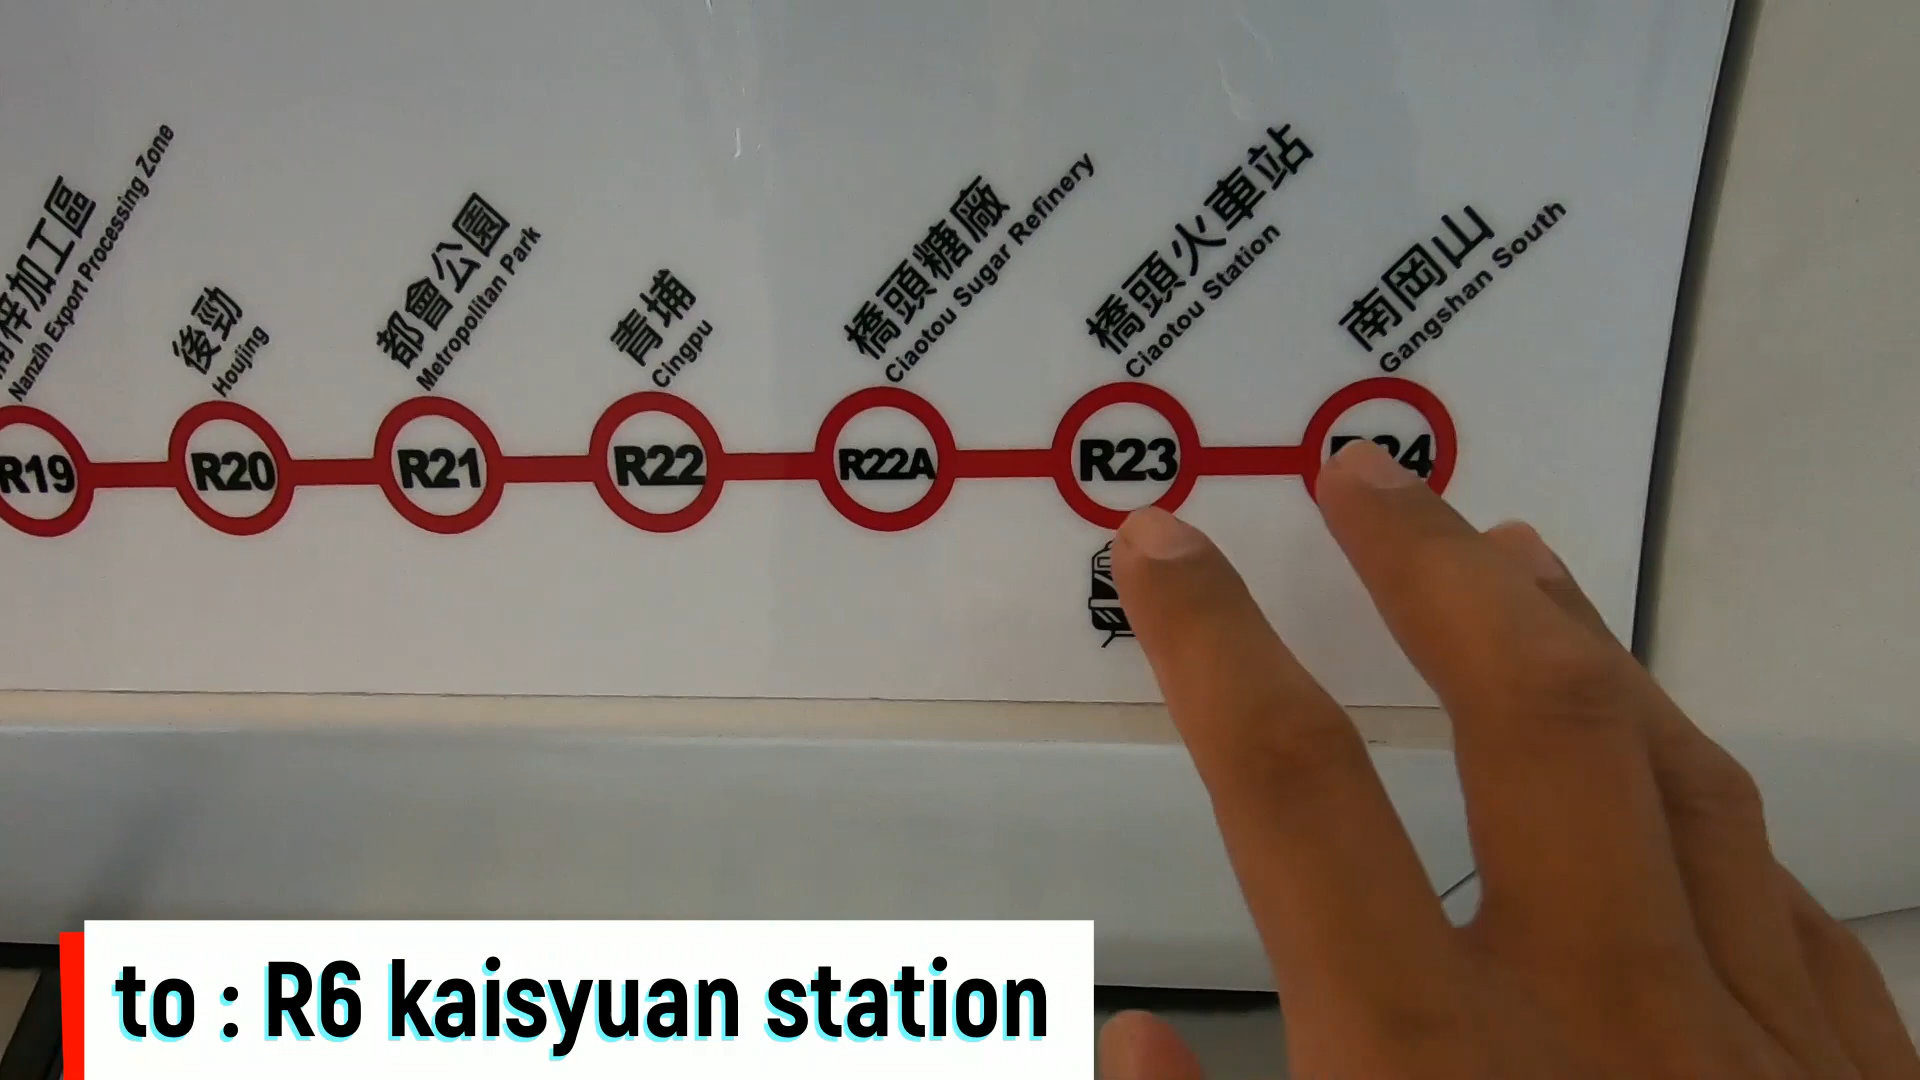 梓加工區
Nanzih Export Processing Zone
後勁
Houjing
都會公園
Metropolitan Park
青埔
Cingpu
橋頭糖廠
Ciaotou Sugar Refinery
橋頭火車站
Ciaotou Station
南岡山
Gangshan South
R19
R20
R21
R22
R22A
R23
R24
to : R6 kaisyuan station